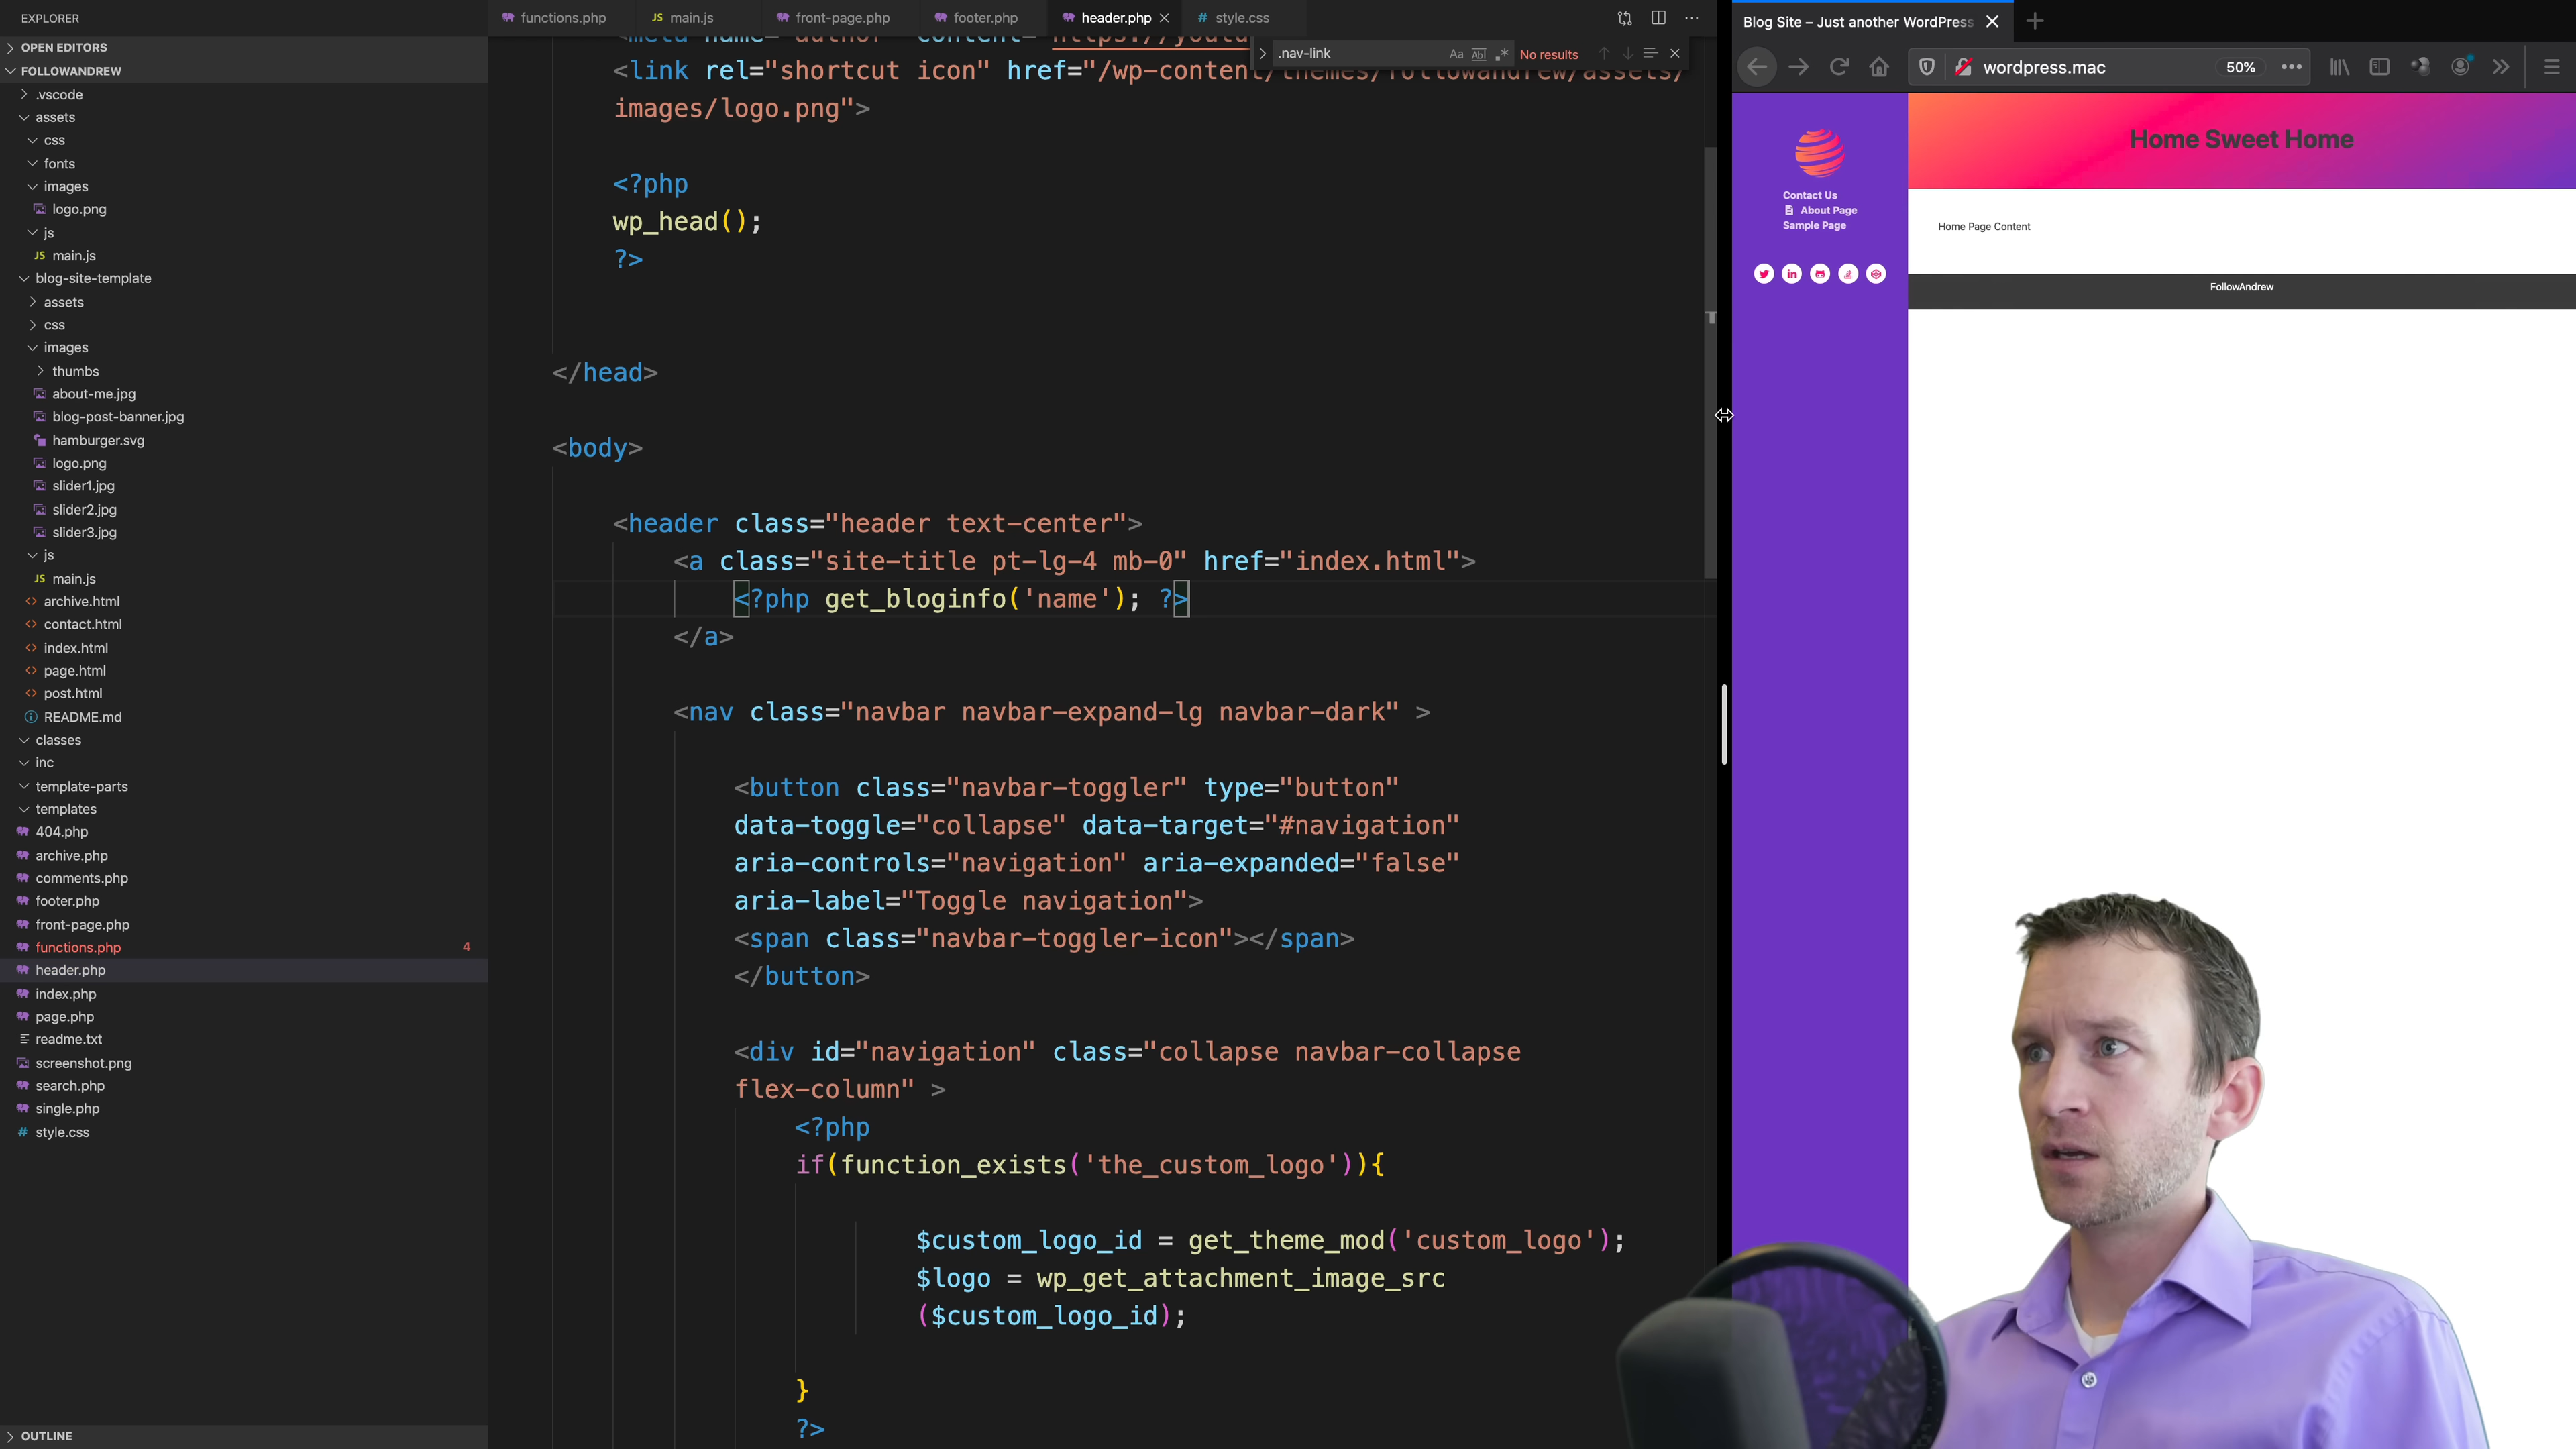 EXPLORER
OPEN EDITORS
FOLLOWANDREW
.vscode
assets
css
fonts
images
logo.png
js
JS main.js
blog-site-template
assets
css
images
thumbs
about-me.jpg
blog-post-banner.jpg
hamburger.svg
logo.png
slider1.jpg
slider2.jpg
slider3.jpg
js
JS main.js
archive.html
contact.html
index.html
page.html
post.html
README.md
classes
inc
template-parts
templates
404.php
archive.php
comments.php
footer.php
front-page.php
functions.php 4
header.php
index.php
page.php
readme.txt
screenshot.png
search.php
single.php
# style.css
OUTLINE
functions.php JS main.js front-page.php footer.php header.php # style.css
.nav-link Aa Abl .* No results
<link rel="shortcut icon" href="/wp-content/themes/followandrew/assets/
images/logo.png">
<?php
wp_head();
?>
</head>
<body>
<header class="header text-center">
<a class="site-title pt-lg-4 mb-0" href="index.html">
<?php get_bloginfo('name'); ?>
</a>
<nav class="navbar navbar-expand-lg navbar-dark" >
<button class="navbar-toggler" type="button"
data-toggle="collapse" data-target="#navigation"
aria-controls="navigation" aria-expanded="false"
aria-label="Toggle navigation">
<span class="navbar-toggler-icon"></span>
</button>
<div id="navigation" class="collapse navbar-collapse
flex-column" >
<?php
if(function_exists('the_custom_logo')){
$custom_logo_id = get_theme_mod('custom_logo');
$logo = wp_get_attachment_image_src
($custom_logo_id);
}
?>
Blog Site – Just another WordPress
wordpress.mac 50%
Contact Us
About Page
Sample Page
Home Sweet Home
Home Page Content
FollowAndrew